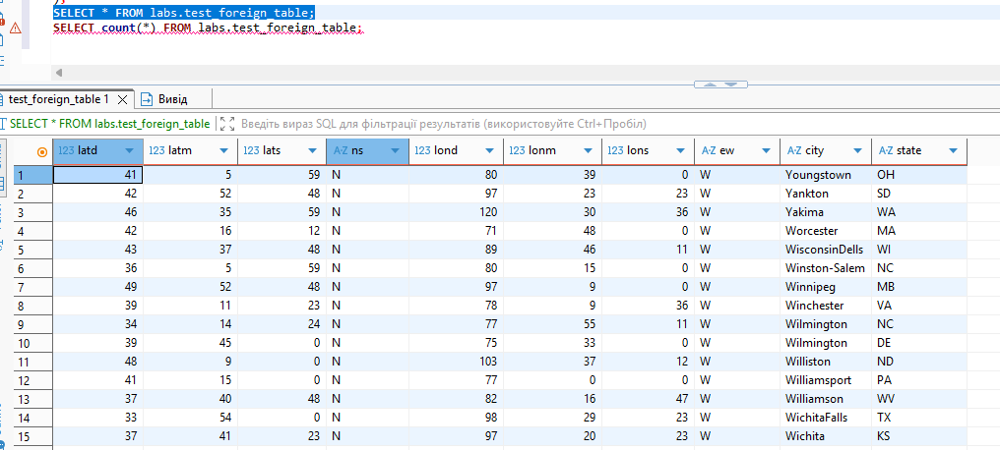 );
SELECT * FROM labs.test_foreign_table;
SELECT count(*) FROM labs.test_foreign_table;
test_foreign_table 1 Вивід
SELECT * FROM labs.test_foreign_table Введіть вираз SQL для фільтрації результатів (використовуйте Ctrl+Пробіл)
123 latd 123 latm 123 lats A-Z ns 123 lond 123 lonm 123 lons A-Z ew A-Z city A-Z state
1 41 5 59 N 80 39 0 W Youngstown OH
2 42 52 48 N 97 23 23 W Yankton SD
3 46 35 59 N 120 30 36 W Yakima WA
4 42 16 12 N 71 48 0 W Worcester MA
5 43 37 48 N 89 46 11 W WisconsinDells WI
6 36 5 59 N 80 15 0 W Winston-Salem NC
7 49 52 48 N 97 9 0 W Winnipeg MB
8 39 11 23 N 78 9 36 W Winchester VA
9 34 14 24 N 77 55 11 W Wilmington NC
10 39 45 0 N 75 33 0 W Wilmington DE
11 48 9 0 N 103 37 12 W Williston ND
12 41 15 0 N 77 0 0 W Williamsport PA
13 37 40 48 N 82 16 47 W Williamson WV
14 33 54 0 N 98 29 23 W WichitaFalls TX
15 37 41 23 N 97 20 23 W Wichita KS